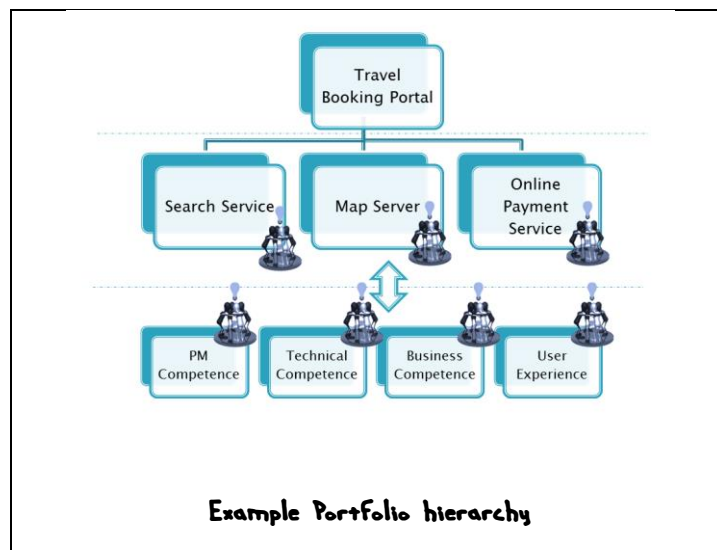 Travel
Booking Portal
Search Service
Map Server
Online
Payment
Service
PM
Competence
Technical
Competence
Business
Competence
User
Experience
Example Portfolio hierarchy